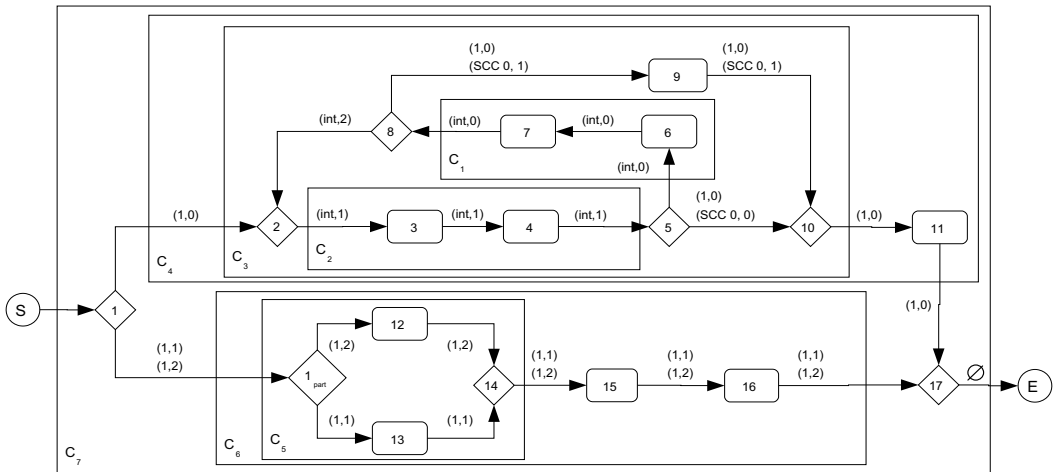 (1,0)
(SCC 0, 1)
(1,0)
(SCC 0, 1)
9
(int,2)
8
(int,0)
7
(int,0)
6
C1
(int,0)
(1,0)
2
(int,1)
3
(int,1)
4
(int,1)
5
(1,0)
(SCC 0, 0)
10
(1,0)
11
C2
C3
C4
S
1
(1,0)
(1,1)
(1,2)
1part
(1,2)
12
(1,2)
(1,1)
13
(1,1)
14
(1,1)
(1,2)
15
(1,1)
(1,2)
16
(1,1)
(1,2)
17
∅
E
C5
C6
C7